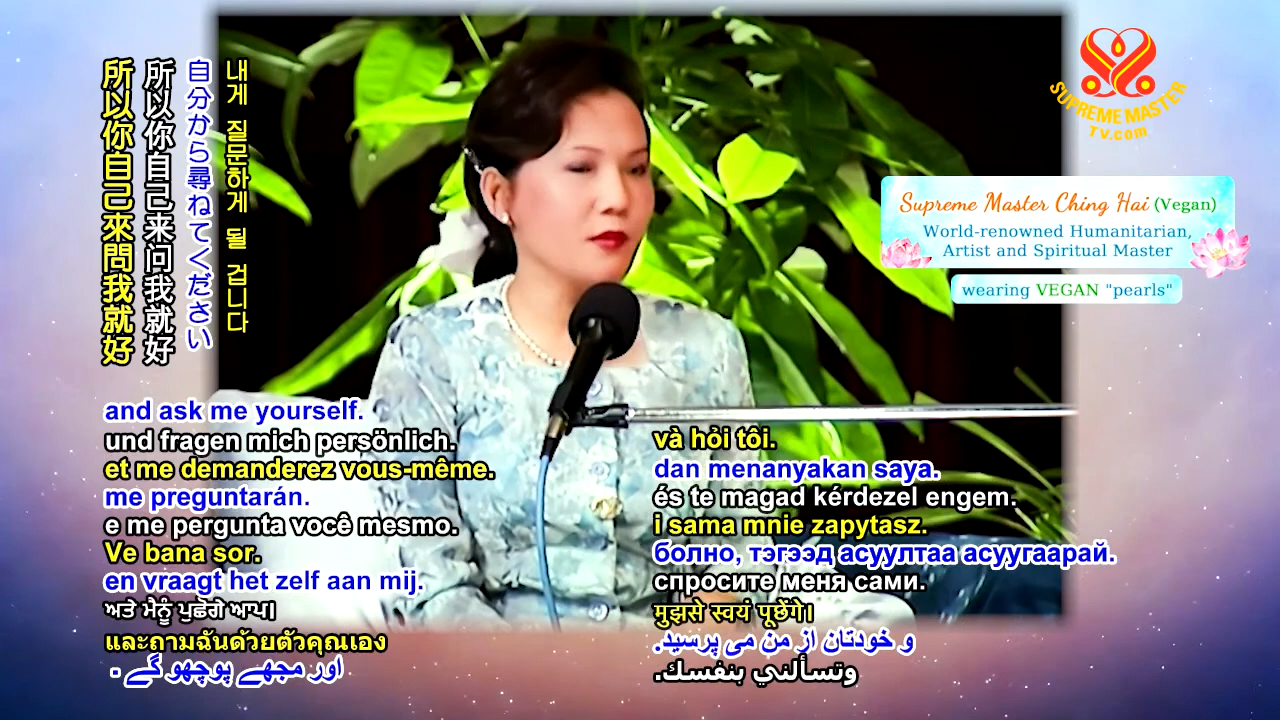 所以你自己來問我就好
所以你自己来问我就好
自分から尋ねてください
내게 질문하게 될 겁니다
SUPREME MASTER
TV.com
Supreme Master Ching Hai (Vegan)
World-renowned Humanitarian,
Artist and Spiritual Master
wearing VEGAN "pearls"
and ask me yourself.
und fragen mich persönlich.
et me demanderez vous-même.
me preguntarán.
e me pergunta você mesmo.
Ve bana sor.
en vraagt het zelf aan mij.
ਅਤੇ ਮੈਨੂੰ ਪੁਛੋਗੇ ਆਪ।
และถามฉันด้วยตัวคุณเอง
اور مجھے پوچھو گے ۔
và hỏi tôi.
dan menanyakan saya.
és te magad kérdezel engem.
i sama mnie zapytasz.
болно, тэгээд асуултаа асуугаарай.
спросите меня сами.
मुझसे स्वयं पूछेंगे।
و خودتان از من می پرسید.
وتسألني بنفسك.